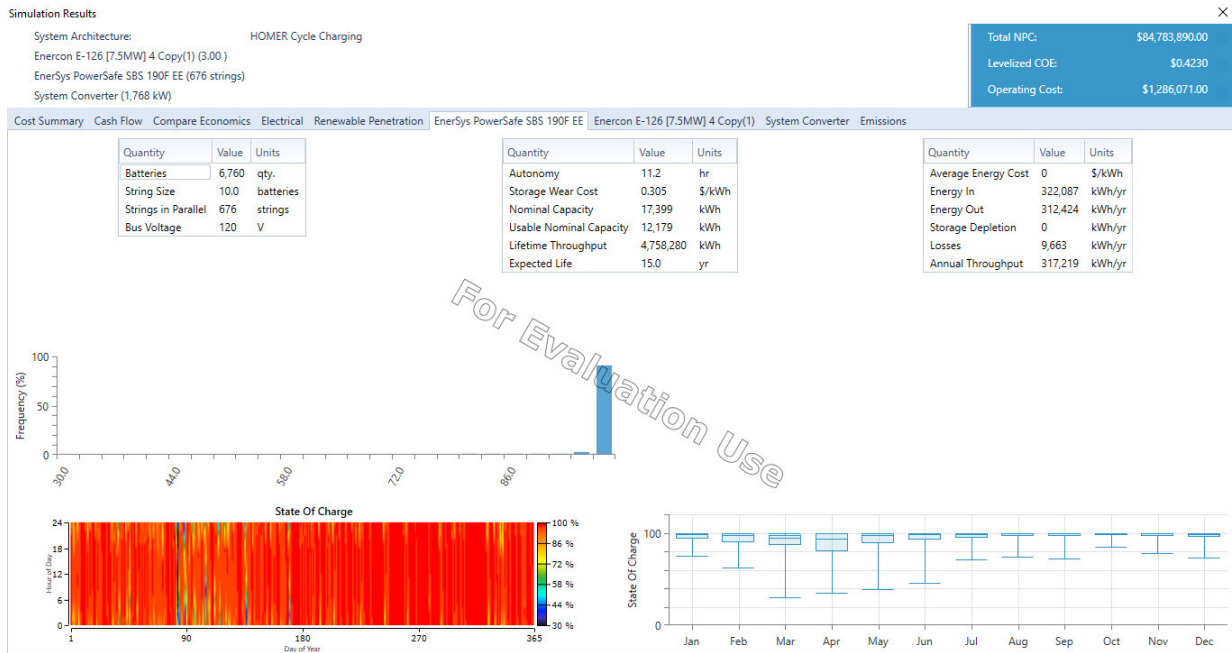 Simulation Results
System Architecture: HOMER Cycle Charging
Enercon E-126 [7.5MW] 4 Copy(1) (3.00 )
EnerSys PowerSafe SBS 190F EE (676 strings)
System Converter (1,768 kW)
Total NPC: $84,783,890.00
Levelized COE: $0.4230
Operating Cost: $1,286,071.00
Cost Summary Cash Flow Compare Economics Electrical Renewable Penetration EnerSys PowerSafe SBS 190F EE Enercon E-126 [7.5MW] 4 Copy(1) System Converter Emissions
Quantity Value Units
Batteries 6,760 qty.
String Size 10.0 batteries
Strings in Parallel 676 strings
Bus Voltage 120 V
Quantity Value Units
Autonomy 11.2 hr
Storage Wear Cost 0.305 $/kWh
Nominal Capacity 17,399 kWh
Usable Nominal Capacity 12,179 kWh
Lifetime Throughput 4,758,280 kWh
Expected Life 15.0 yr
Quantity Value Units
Average Energy Cost 0 $/kWh
Energy In 322,087 kWh/yr
Energy Out 312,424 kWh/yr
Storage Depletion 0 kWh/yr
Losses 9,663 kWh/yr
Annual Throughput 317,219 kWh/yr
For Evaluation Use
Frequency (%)
100
50
0
30.0 44.0 58.0 72.0 86.0
State Of Charge
Hour of Day
24
18
12
6
0
1 90 180 270 365
Day of Year
100 %
86 %
72 %
58 %
44 %
30 %
State Of Charge
100
0
Jan Feb Mar Apr May Jun Jul Aug Sep Oct Nov Dec